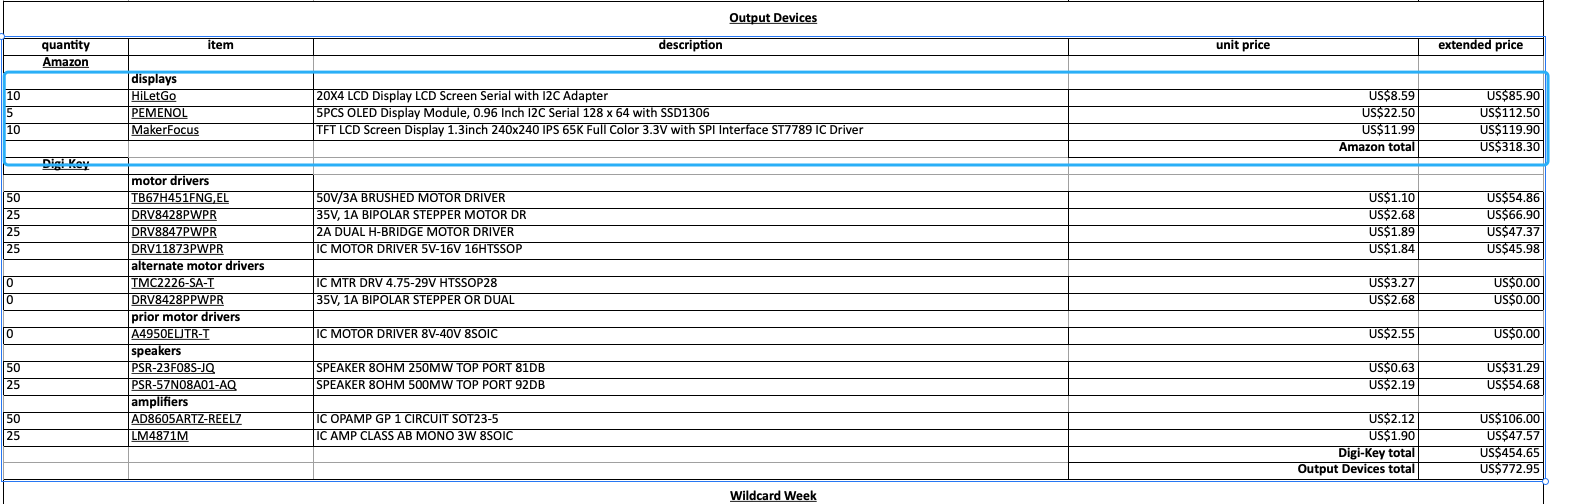 Output Devices
quantity item description unit price extended price
Amazon
displays
10 HiLetGo 20X4 LCD Display LCD Screen Serial with I2C Adapter US$8.59 US$85.90
5 PEMENOL 5PCS OLED Display Module, 0.96 Inch I2C Serial 128 x 64 with SSD1306 US$22.50 US$112.50
10 MakerFocus TFT LCD Screen Display 1.3inch 240x240 IPS 65K Full Color 3.3V with SPI Interface ST7789 IC Driver US$11.99 US$119.90
Amazon total US$318.30
Digi-Key
motor drivers
50 TB67H451FNG,EL 50V/3A BRUSHED MOTOR DRIVER US$1.10 US$54.86
25 DRV8428PWPR 35V, 1A BIPOLAR STEPPER MOTOR DR US$2.68 US$66.90
25 DRV8847PWPR 2A DUAL H-BRIDGE MOTOR DRIVER US$1.89 US$47.37
25 DRV11873PWPR IC MOTOR DRIVER 5V-16V 16HTSSOP US$1.84 US$45.98
alternate motor drivers
0 TMC2226-SA-T IC MTR DRV 4.75-29V HTSSOP28 US$3.27 US$0.00
0 DRV8428PPWPR 35V, 1A BIPOLAR STEPPER OR DUAL US$2.68 US$0.00
prior motor drivers
0 A4950ELJTR-T IC MOTOR DRIVER 8V-40V 8SOIC US$2.55 US$0.00
speakers
50 PSR-23F08S-JQ SPEAKER 8OHM 250MW TOP PORT 81DB US$0.63 US$31.29
25 PSR-57N08A01-AQ SPEAKER 8OHM 500MW TOP PORT 92DB US$2.19 US$54.68
amplifiers
50 AD8605ARTZ-REEL7 IC OPAMP GP 1 CIRCUIT SOT23-5 US$2.12 US$106.00
25 LM4871M IC AMP CLASS AB MONO 3W 8SOIC US$1.90 US$47.57
Digi-Key total US$454.65
Output Devices total US$772.95
Wildcard Week